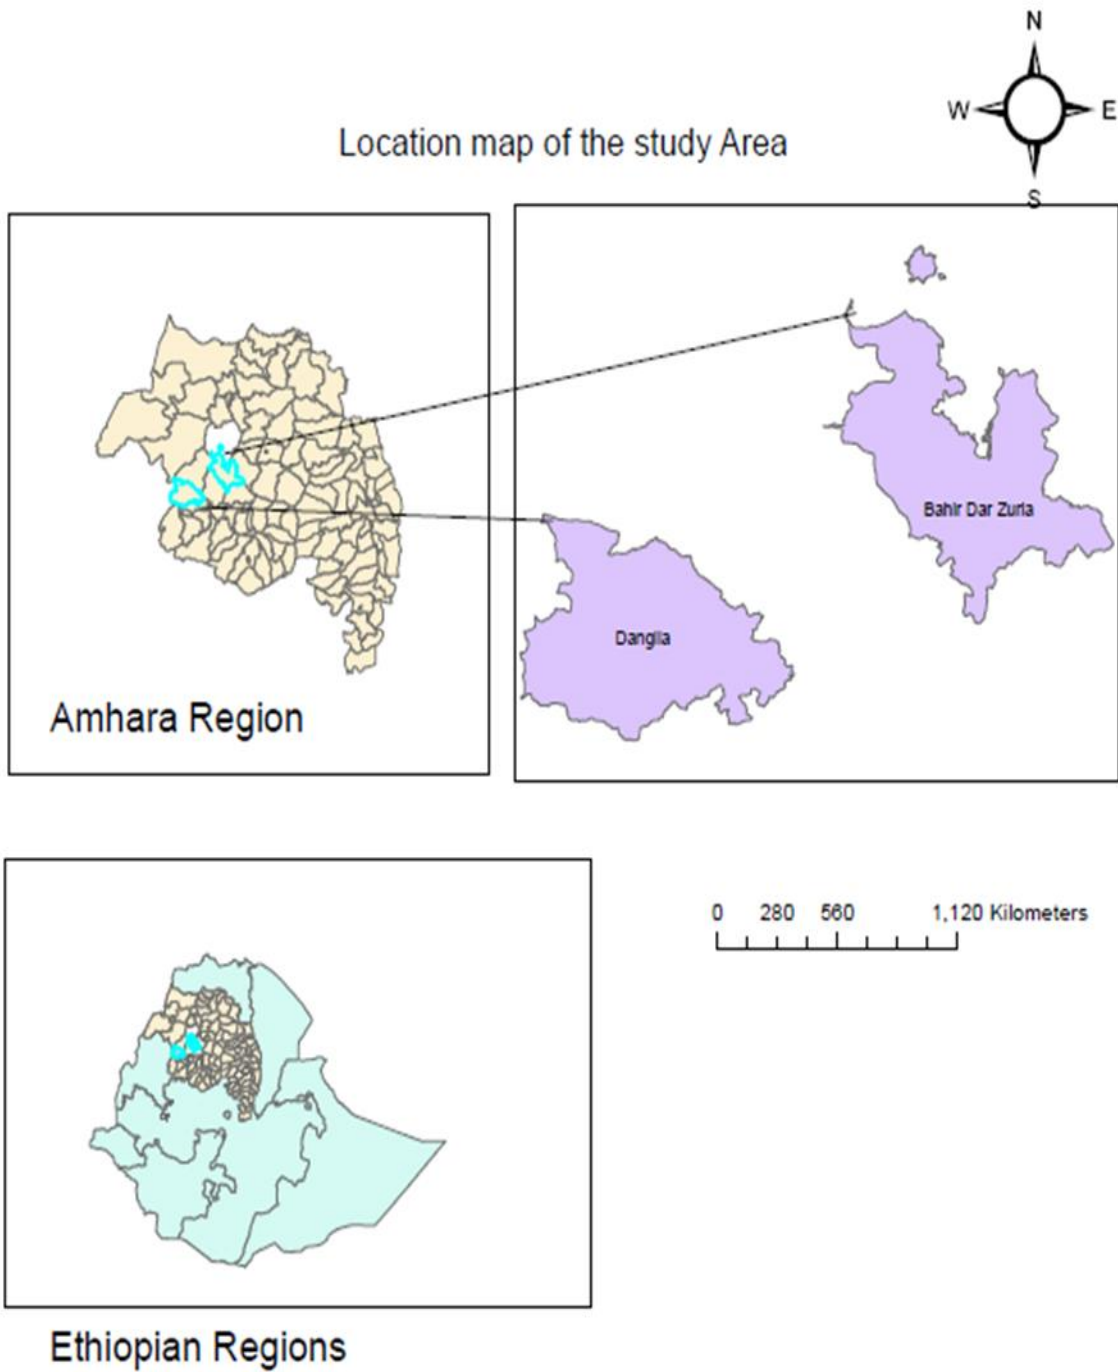 N
W E
S
Location map of the study Area
Bahir Dar Zuria
Dangila
Amhara Region
0 280 560 1,120 Kilometers
Ethiopian Regions